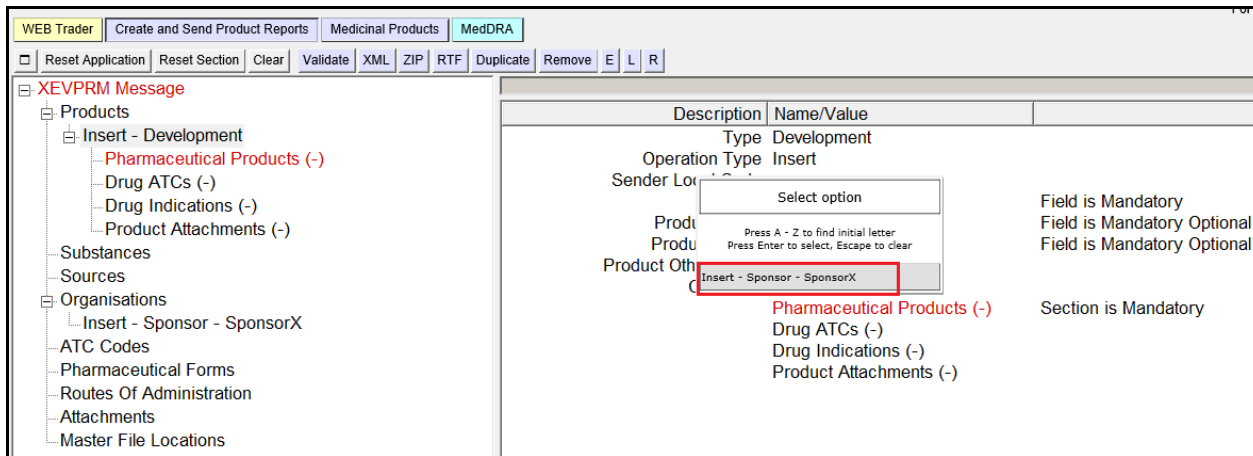 WEB Trader Create and Send Product Reports Medicinal Products MedDRA
Reset Application Reset Section Clear Validate XML ZIP RTF Duplicate Remove E L R
XEVPRM Message
Products
Insert - Development
Pharmaceutical Products (-)
Drug ATCs (-)
Drug Indications (-)
Product Attachments (-)
Substances
Sources
Organisations
Insert - Sponsor - SponsorX
ATC Codes
Pharmaceutical Forms
Routes Of Administration
Attachments
Master File Locations
Description Name/Value
Type Development
Operation Type Insert
Sender
Field is Mandatory
Field is Mandatory Optional
Field is Mandatory Optional
Product
Select option
Press A - Z to find initial letter
Press Enter to select, Escape to clear
Insert - Sponsor - SponsorX
Pharmaceutical Products (-) Section is Mandatory
Drug ATCs (-)
Drug Indications (-)
Product Attachments (-)